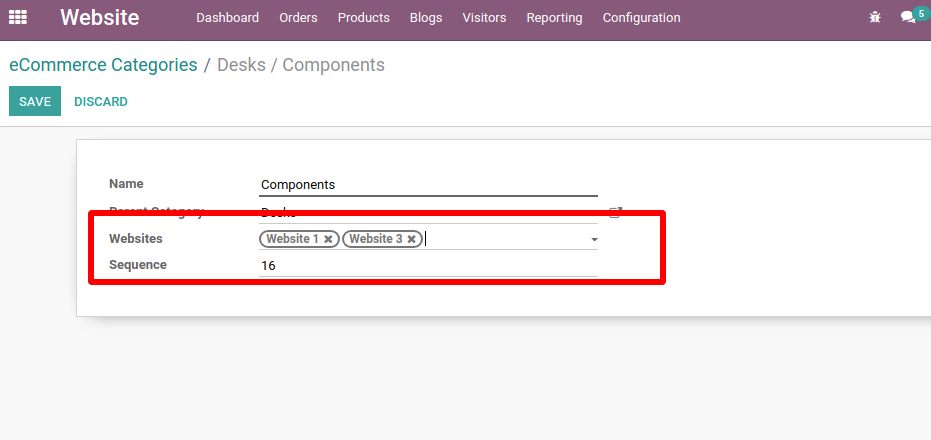 Website Dashboard Orders Products Blogs Visitors Reporting Configuration 5
eCommerce Categories / Desks / Components
SAVE DISCARD
Name Components
Parent Category Desks
Websites Website 1 ✖ Website 3 ✖
Sequence 16